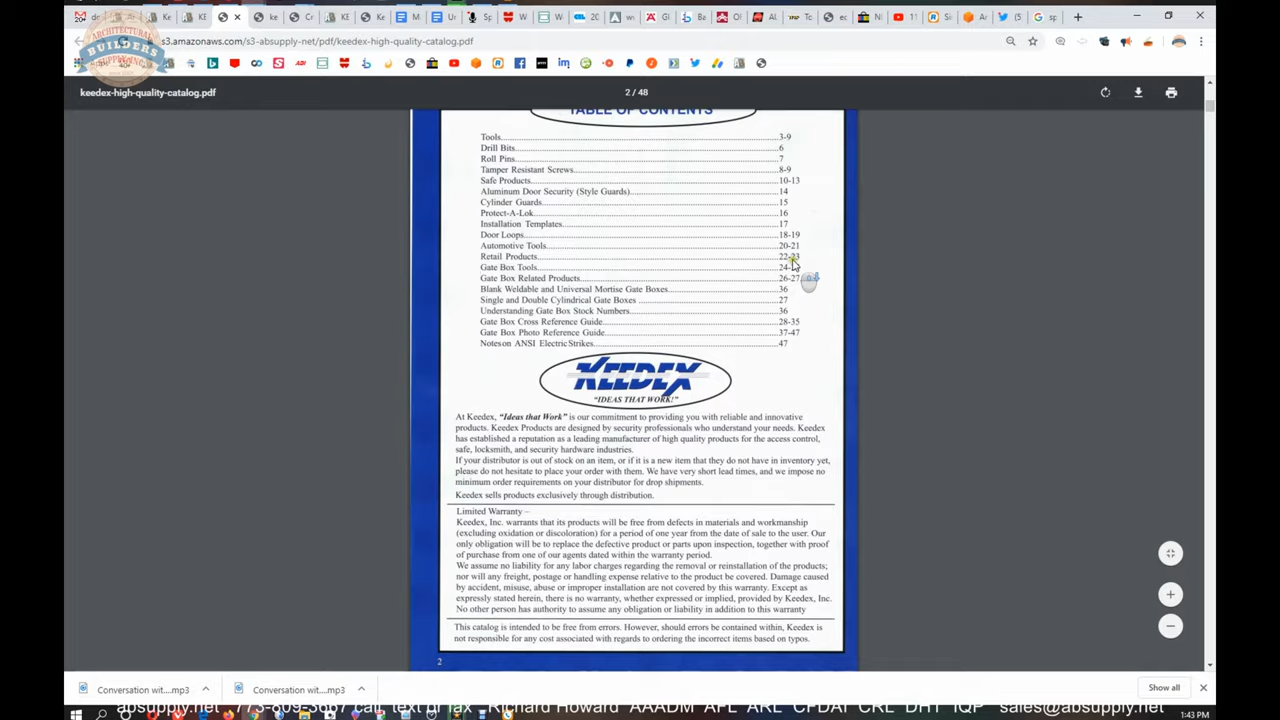 s3.amazonaws.com/s3-absupply-net/pdf/keedex-high-quality-catalog.pdf
ARCHITECTURAL
BUILDERS
SUPPLY INC.
keedex-high-quality-catalog.pdf
2 / 48
TABLE OF CONTENTS
Tools 3-9
Drill Bits 6
Roll Pins 7
Tamper Resistant Screws 8-9
Safe Products 10-13
Aluminum Door Security (Style Guards) 14
Cylinder Guards 15
Protect-A-Lok 16
Installation Templates 17
Door Loops 18-19
Automotive Tools 20-21
Retail Products 22-23
Gate Box Tools 24-
Gate Box Related Products 26-27
Blank Weldable and Universal Mortise Gate Boxes 36
Single and Double Cylindrical Gate Boxes 27
Understanding Gate Box Stock Numbers 36
Gate Box Cross Reference Guide 28-35
Gate Box Photo Reference Guide 37-47
Notes on ANSI Electric Strikes 47
KEEDEX
"IDEAS THAT WORK!"
At Keedex, "Ideas that Work" is our commitment to providing you with reliable and innovative
products. Keedex Products are designed by security professionals who understand your needs. Keedex
has established a reputation as a leading manufacturer of high quality products for the access control,
safe, locksmith, and security hardware industries.
If your distributor is out of stock on an item, or if it is a new item that they do not have in inventory yet,
please do not hesitate to place your order with them. We have very short lead times, and we impose no
minimum order requirements on your distributor for drop shipments.
Keedex sells products exclusively through distribution.
Limited Warranty –
Keedex, Inc. warrants that its products will be free from defects in materials and workmanship
(excluding oxidation or discoloration) for a period of one year from the date of sale to the user. Our
only obligation will be to replace the defective product or parts upon inspection, together with proof
of purchase from one of our agents dated within the warranty period.
We assume no liability for any labor charges regarding the removal or reinstallation of the products;
nor will any freight, postage or handling expense relative to the product be covered. Damage caused
by accident, misuse, abuse or improper installation are not covered by this warranty. Except as
expressly stated herein, there is no warranty, whether expressed or implied, provided by Keedex, Inc.
No other person has authority to assume any obligation or liability in addition to this warranty
This catalog is intended to be free from errors. However, should errors be contained within, Keedex is
not responsible for any cost associated with regards to ordering the incorrect items based on typos.
2
Conversation wit....mp3
Conversation wit....mp3
Show all
absupply.net 773-809-3667 call text or fax Richard Howard AAADM AFL ARL CFDAI CRL DHI IQP sales@absupply.net
1:43 PM